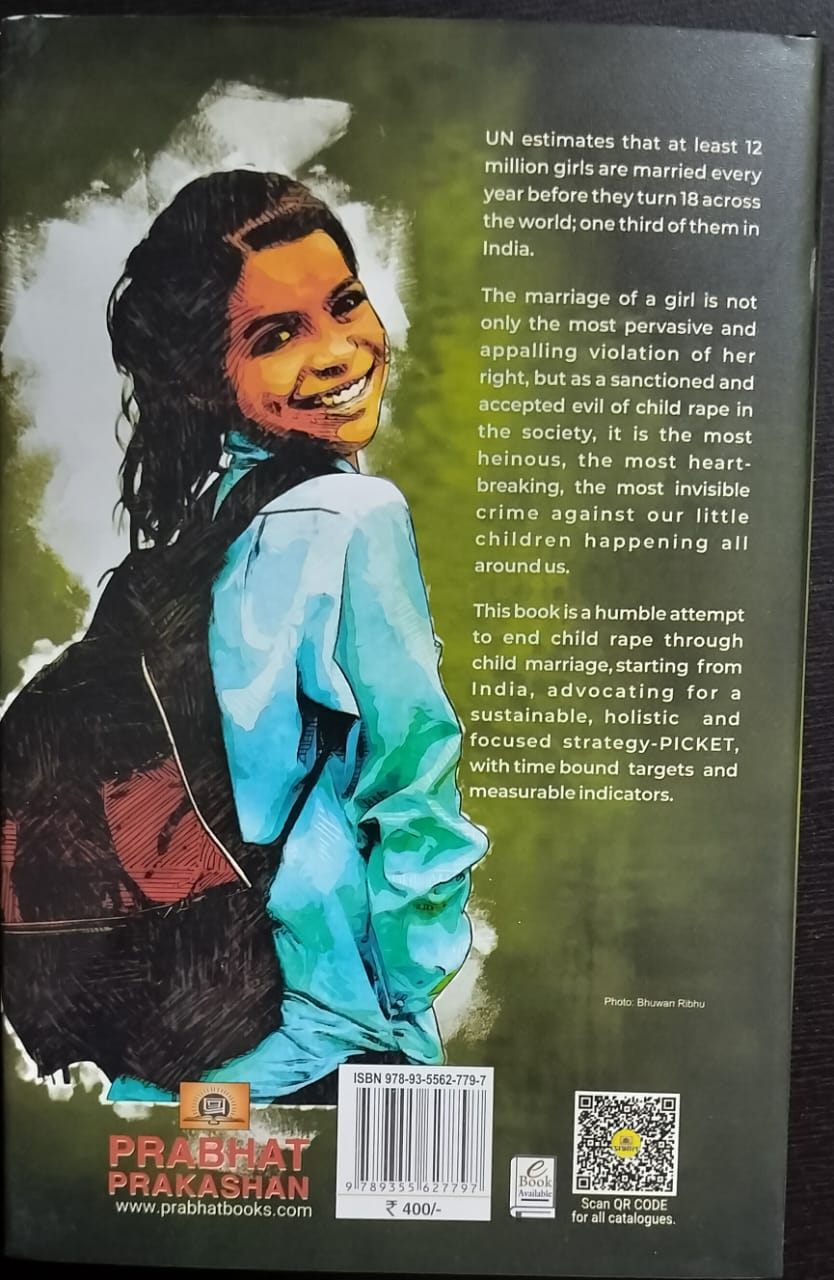 UN estimates that at least 12
million girls are married every
year before they turn 18 across
the world; one third of them in
India.
The marriage of a girl is not
only the most pervasive and
appalling violation of her
right, but as a sanctioned and
accepted evil of child rape in
the society, it is the most
heinous, the most heart-
breaking, the most invisible
crime against our little
children happening all
around us.
This book is a humble attempt
to end child rape through
child marriage, starting from
India, advocating for a
sustainable, holistic and
focused strategy-PICKET,
with time bound targets and
measurable indicators.
Photo: Bhuwan Ribhu
PRABHAT
PRAKASHAN
www.prabhatbooks.com
ISBN 978-93-5562-779-7
9 789355 627797
₹ 400/-
e
Book
Available
Scan QR CODE
for all catalogues.